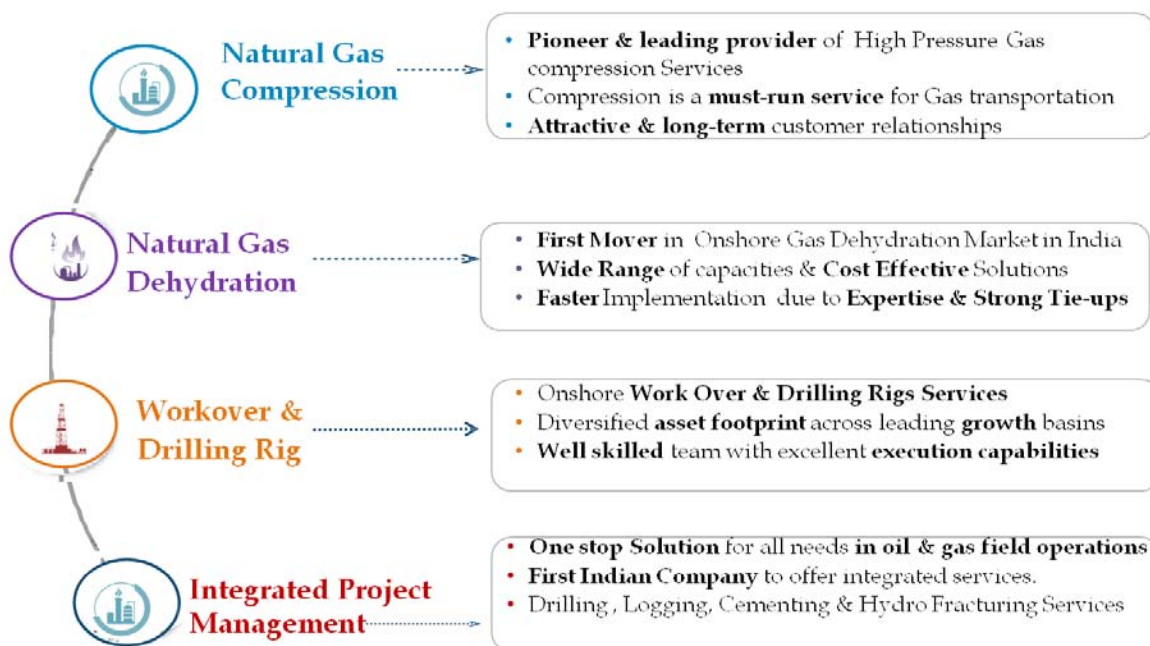 Natural Gas
Compression
• Pioneer & leading provider of High Pressure Gas
compression Services
• Compression is a must-run service for Gas transportation
• Attractive & long-term customer relationships
Natural Gas
Dehydration
• First Mover in Onshore Gas Dehydration Market in India
• Wide Range of capacities & Cost Effective Solutions
• Faster Implementation due to Expertise & Strong Tie-ups
Workover &
Drilling Rig
• Onshore Work Over & Drilling Rigs Services
• Diversified asset footprint across leading growth basins
• Well skilled team with excellent execution capabilities
Integrated Project
Management
• One stop Solution for all needs in oil & gas field operations
• First Indian Company to offer integrated services.
• Drilling , Logging, Cementing & Hydro Fracturing Services